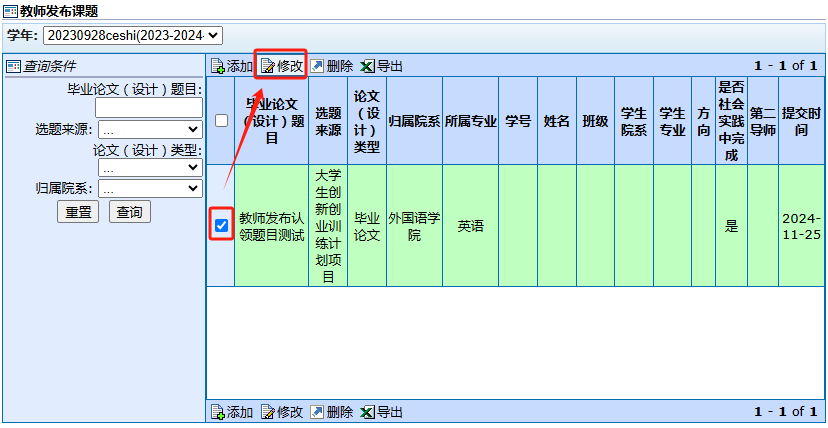 教师发布课题
学年: 20230928ceshi(2023-2024-
查询条件
毕业论文（设计）题目:
选题来源: ...
论文（设计）类型:
...
归属院系: ...
重置 查询
添加 修改 删除 导出 1 - 1 of 1
毕业论文（设计）题目 选题来源 论文（设计）类型 归属院系 所属专业 学号 姓名 班级 学生院系 学生专业 方向 是否社会实践中完成 第二导师 提交时间
教师发布认领题目测试 大学生创新创业训练计划项目 毕业论文 外国语学院 英语 是 2024-11-25
添加 修改 删除 导出 1 - 1 of 1